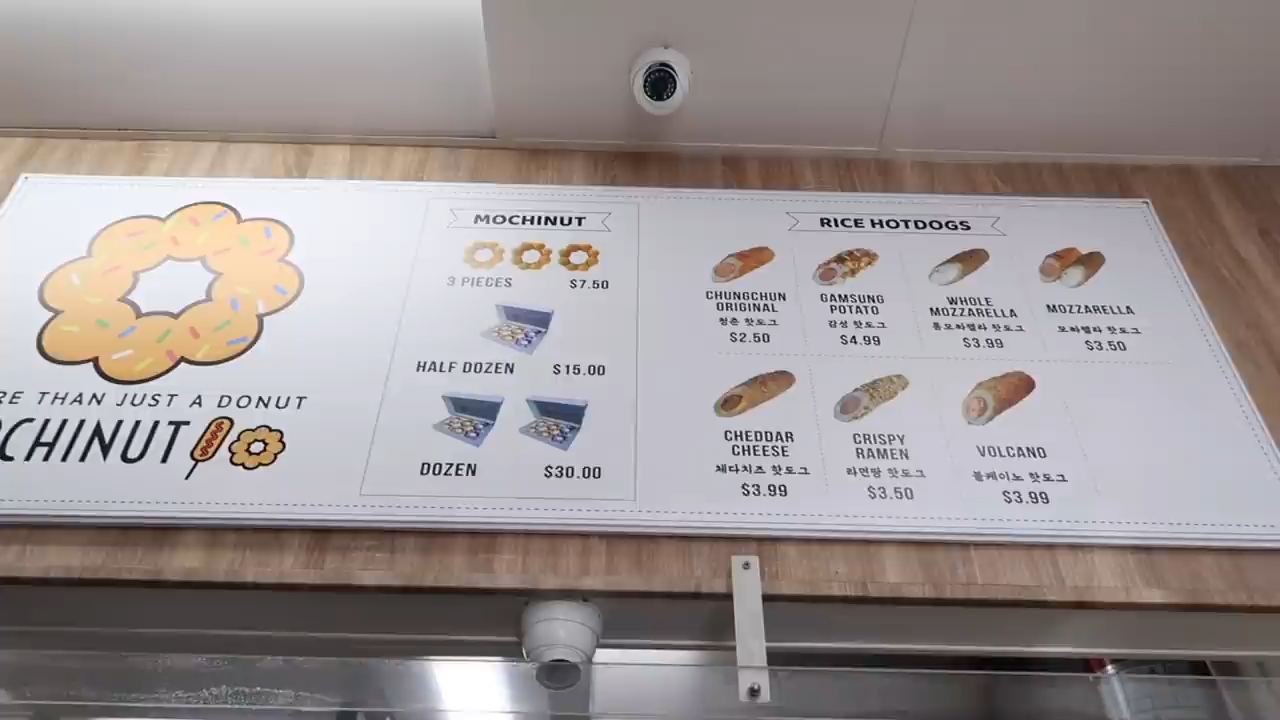 RE THAN JUST A DONUT
CHINUT
MOCHINUT
3 PIECES $7.50
HALF DOZEN $15.00
DOZEN $30.00
RICE HOTDOGS
CHUNGCHUN
ORIGINAL
청춘 핫도그
$2.50
GAMSUNG
POTATO
감성 핫도그
$4.99
WHOLE
MOZZARELLA
통모짜렐라 핫도그
$3.99
MOZZARELLA
모짜렐라 핫도그
$3.50
CHEDDAR
CHEESE
체다치즈 핫도그
$3.99
CRISPY
RAMEN
라면땅 핫도그
$3.50
VOLCANO
볼케이노 핫도그
$3.99